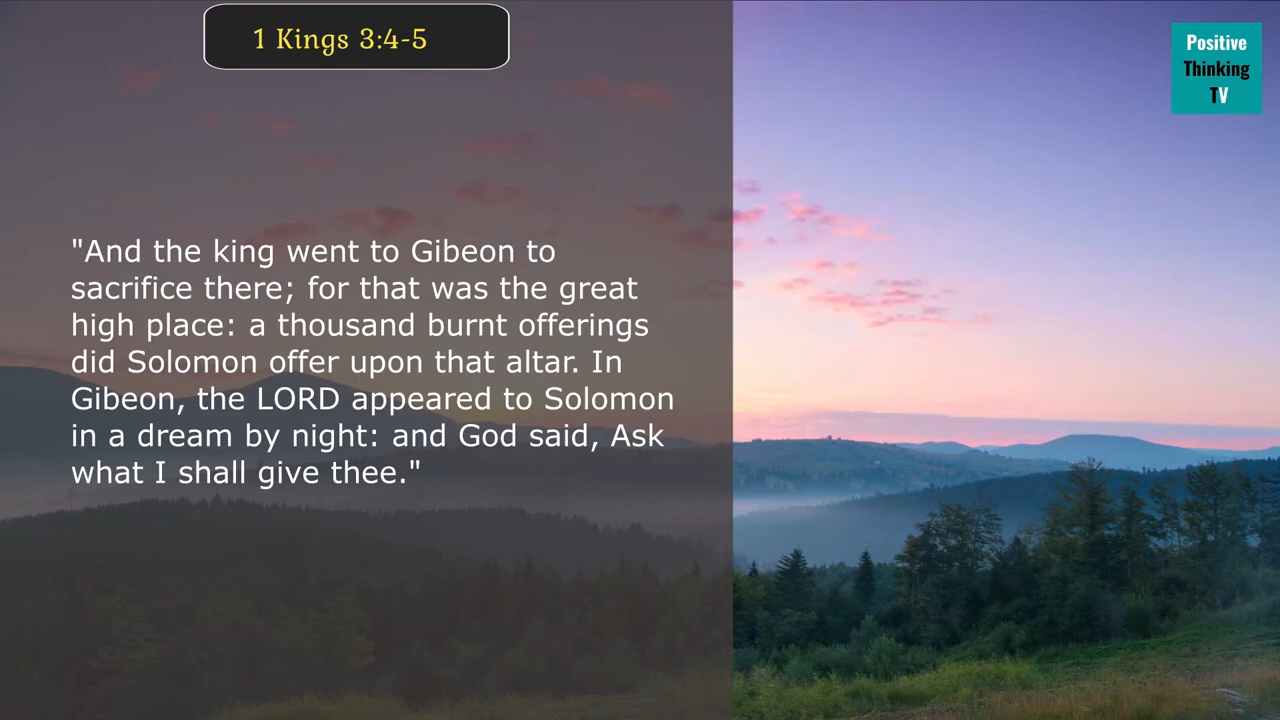 1 Kings 3:4-5
Positive
Thinking
TV
"And the king went to Gibeon to
sacrifice there; for that was the great
high place: a thousand burnt offerings
did Solomon offer upon that altar. In
Gibeon, the LORD appeared to Solomon
in a dream by night: and God said, Ask
what I shall give thee."